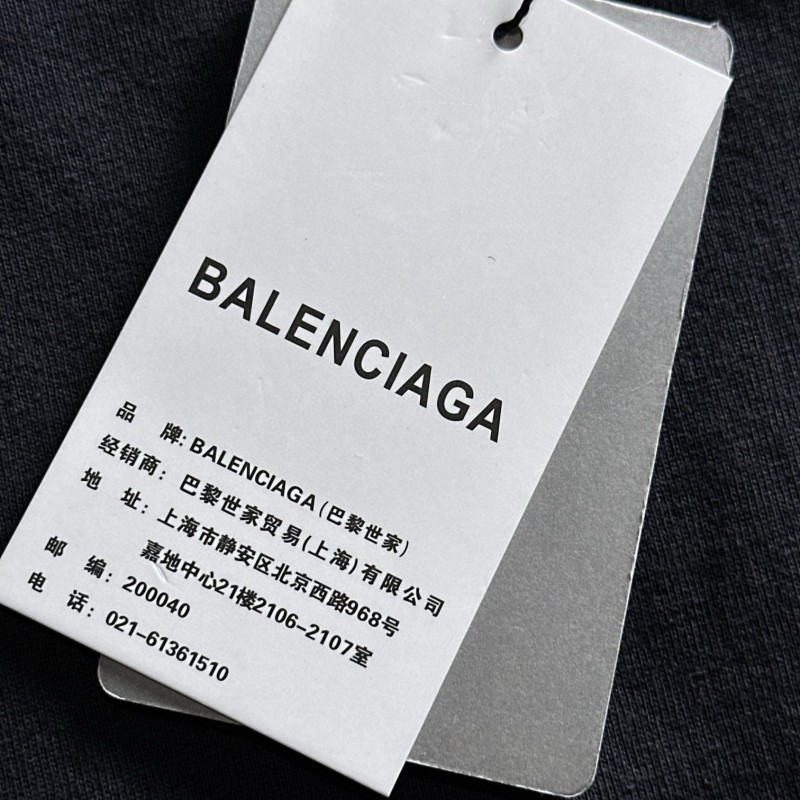 BALENCIAGA
品 牌: BALENCIAGA (巴黎世家)
经销商: 巴黎世家贸易(上海)有限公司
地 址: 上海市静安区北京西路968号
嘉地中心21楼2106-2107室
邮 编: 200040
电 话: 021-61361510